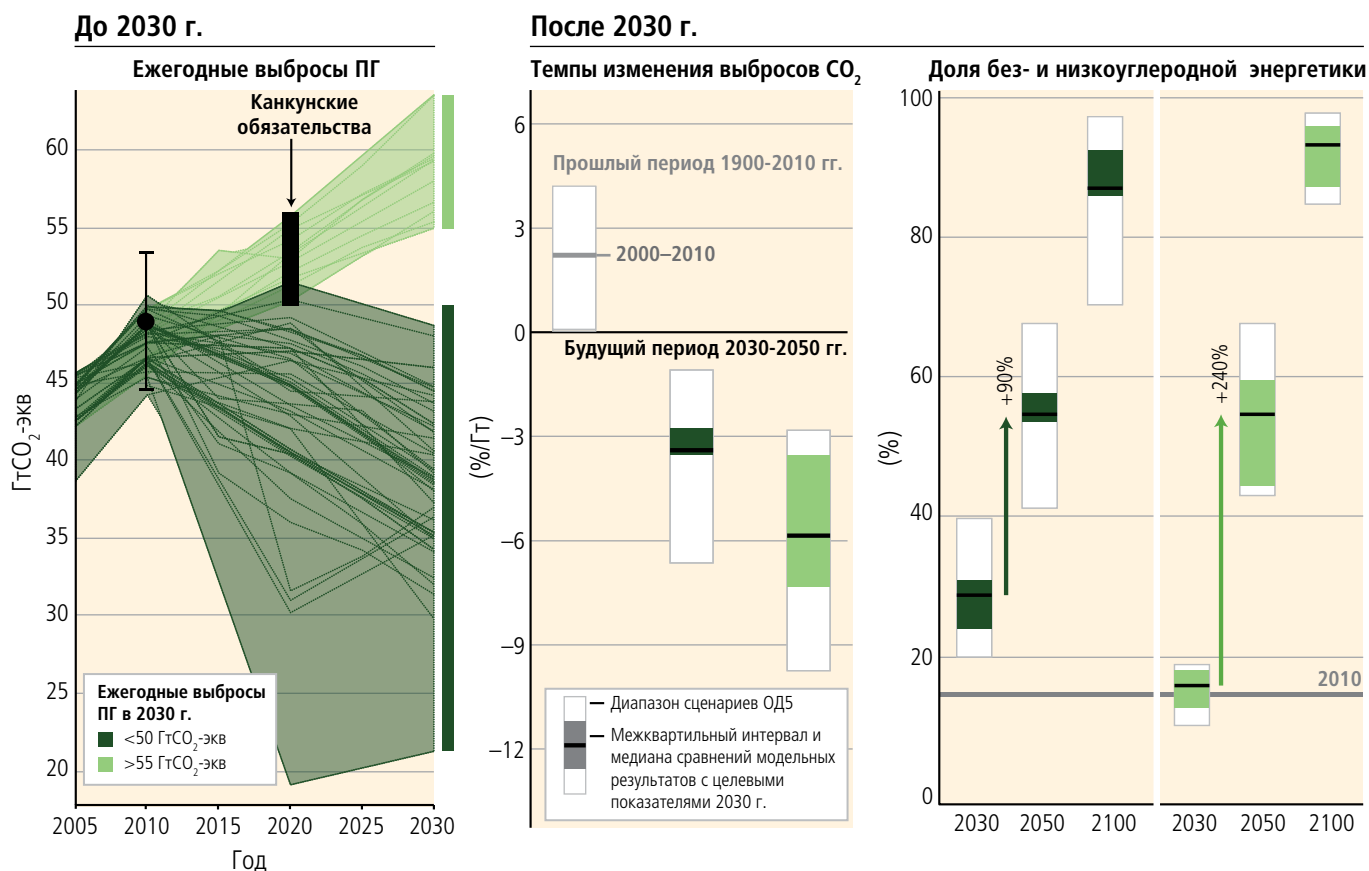 До 2030 г.
Ежегодные выбросы ПГ
Канкунские
обязательства
ГтCO2-экв
60
55
50
45
40
35
30
25
20
2005 2010 2015 2020 2025 2030
Год
Ежегодные выбросы
ПГ в 2030 г.
<50 ГтCO2-экв
>55 ГтCO2-экв
После 2030 г.
Темпы изменения выбросов CO2
(%/Гт)
6
3
0
–3
–6
–9
–12
Прошлый период 1900-2010 гг.
2000–2010
Будущий период 2030-2050 гг.
Диапазон сценариев ОД5
Межквартильный интервал и
медиана сравнений модельных
результатов с целевыми
показателями 2030 г.
Доля без- и низкоуглеродной энергетики
(%)
100
80
60
40
20
0
+90%
+240%
2010
2030 2050 2100 2030 2050 2100